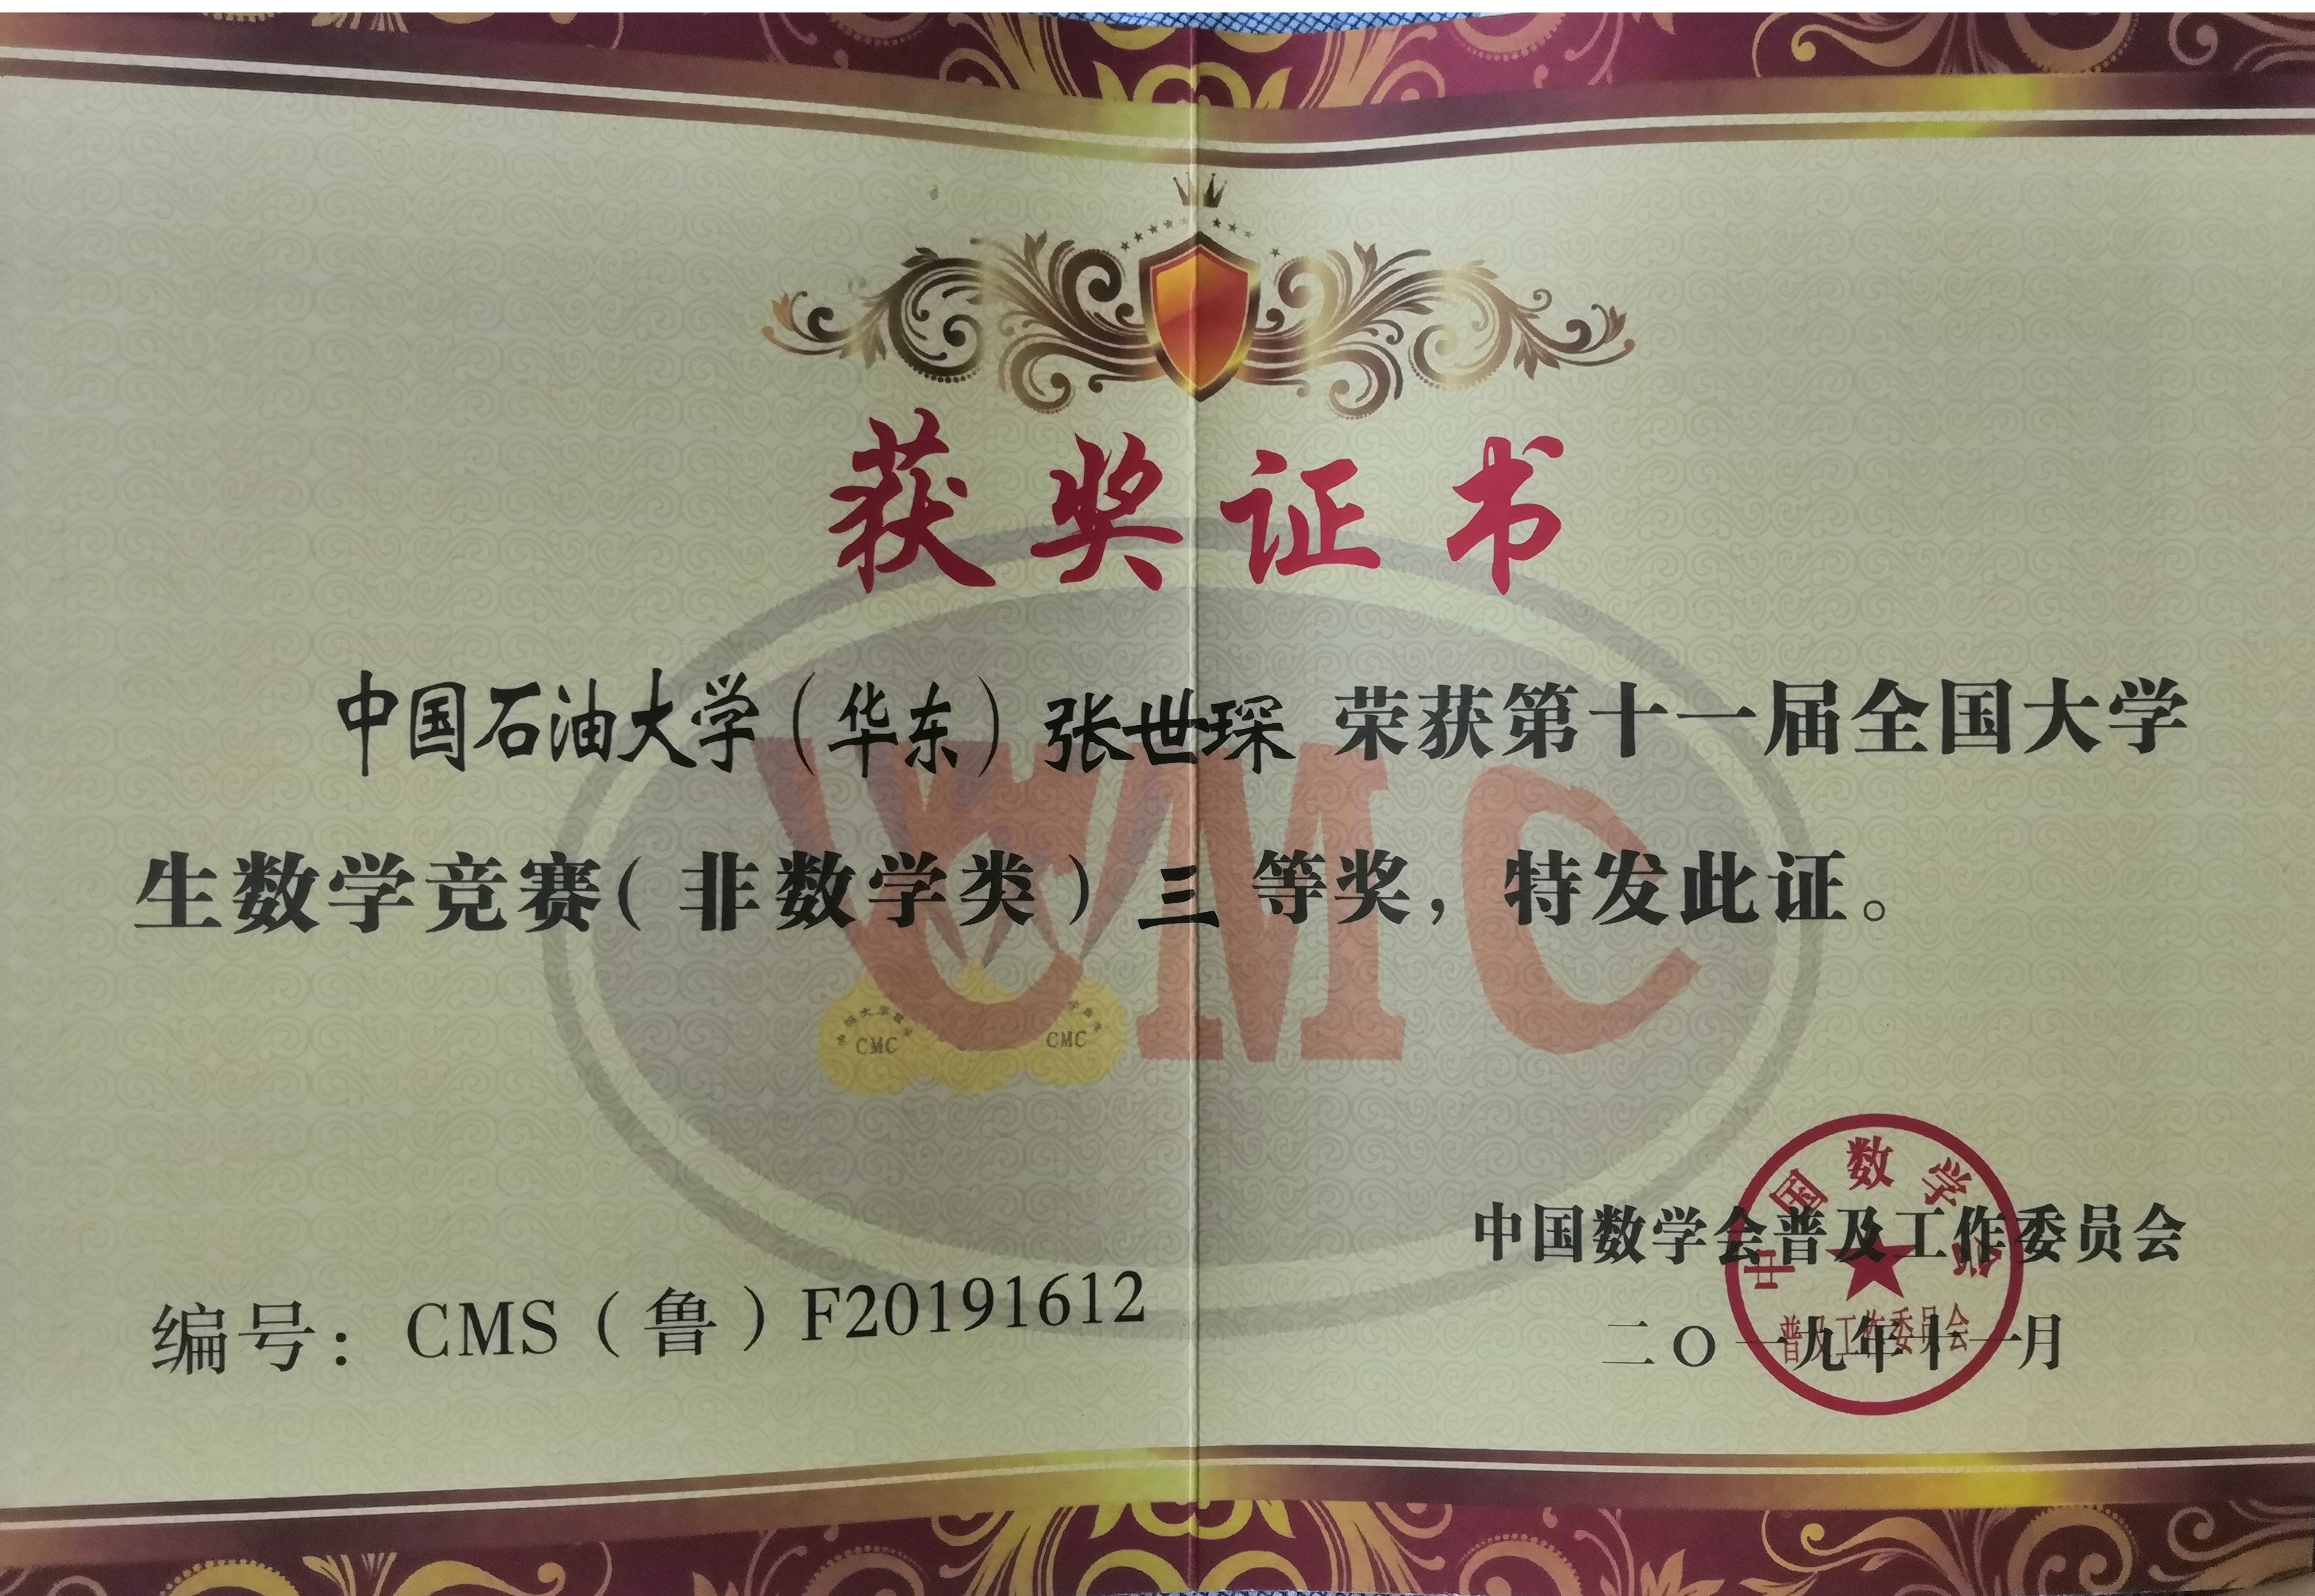 获奖证书
中国石油大学（华东）张世琛 荣获第十一届全国大学
生数学竞赛（非数学类）三等奖，特发此证。
CMC
CMC
CMC
中国数学会
中国数学会普及工作委员会
普及工作委员会
二〇一九年十一月
编号：CMS（鲁）F20191612